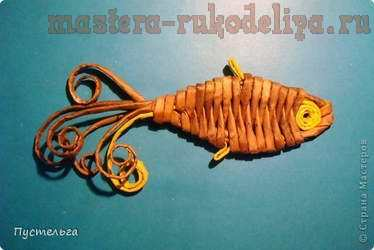 mastera-rukodeliya.ru
© Страна Мастеров
Пустельга